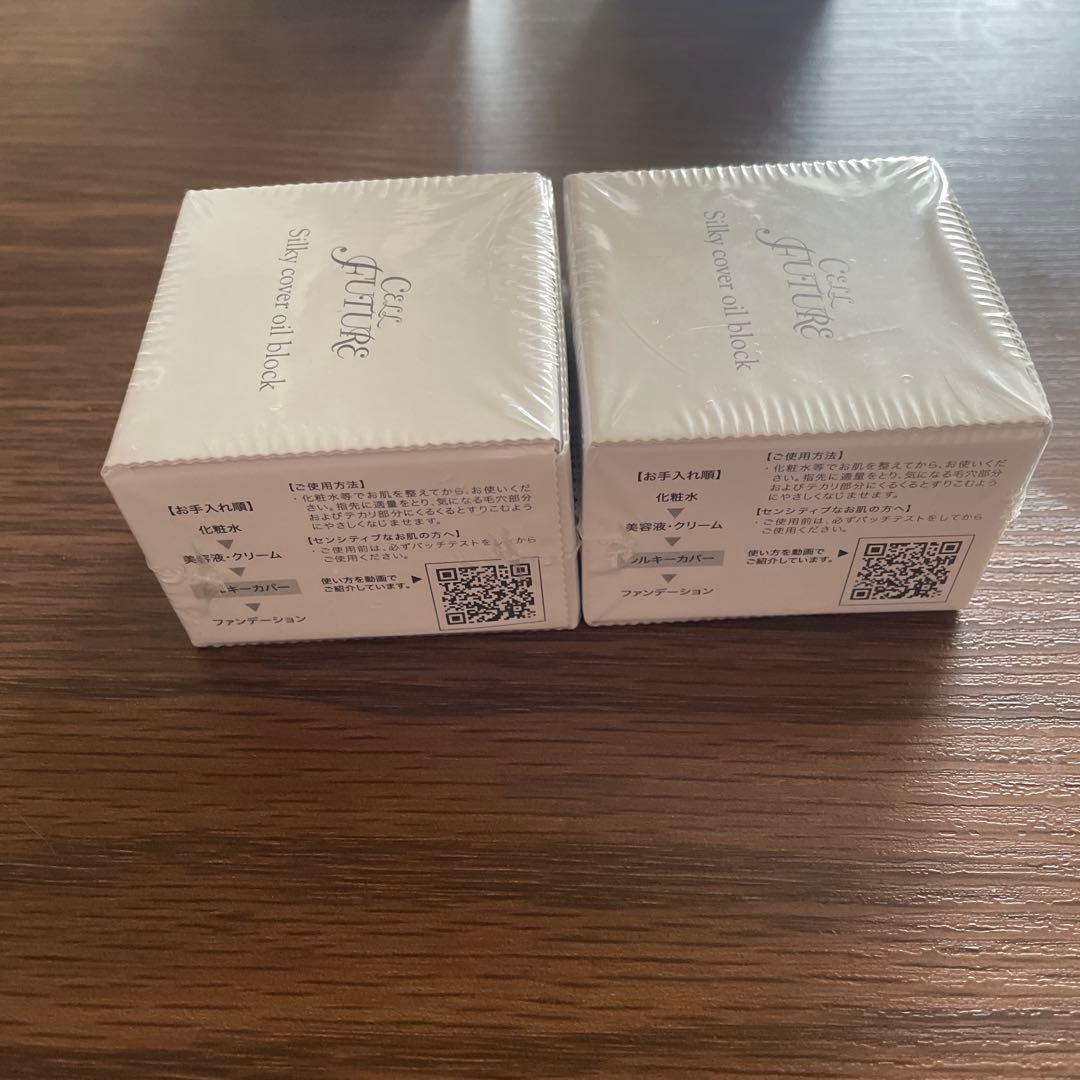 CELL
FUTURE
Silky cover oil block
【お手入れ順】
化粧水
美容液・クリーム
ルキーカバー
ファンデーション
【ご使用方法】
・化粧水等でお肌を整えてから、お使いくだ
さい。指先に適量をとり、気になる毛穴部分
およびテカリ部分にくるくるとすりこむよう
にやさしくなじませます。
【センシティブなお肌の方へ】
・ご使用前は、必ずパッチテストをしてから
ご使用ください。
使い方を動画で
ご紹介しています。
CELL
FUTURE
Silky cover oil block
【お手入れ順】
化粧水
美容液・クリーム
シルキーカバー
ファンデーション
【ご使用方法】
・化粧水等でお肌を整えてから、お使いくだ
さい。指先に適量をとり、気になる毛穴部分
およびテカリ部分にくるくるとすりこむよう
にやさしくなじませます。
【センシティブなお肌の方へ】
・ご使用前は、必ずパッチテストをしてから
ご使用ください。
使い方を動画で
ご紹介しています。